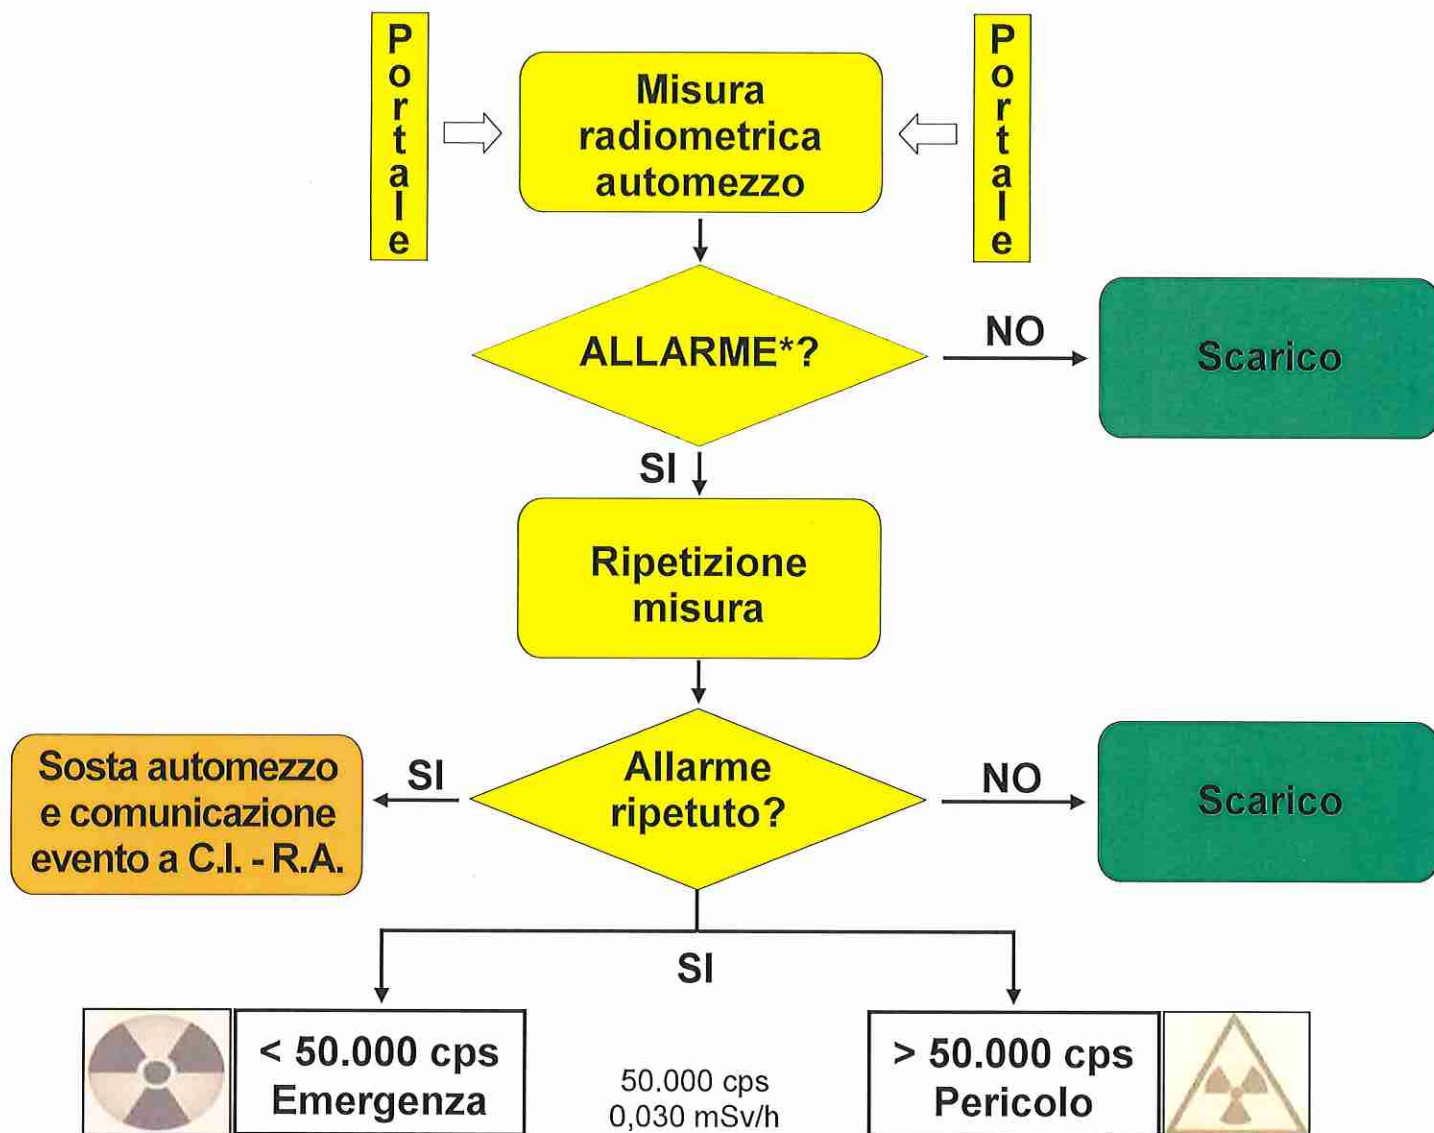 Portale
Portale
Misura
radiometrica
automezzo
ALLARME*?
NO
Scarico
SI
Ripetizione
misura
Sosta automezzo
e comunicazione
evento a C.I. - R.A.
SI
Allarme
ripetuto?
NO
Scarico
SI
< 50.000 cps
Emergenza
50.000 cps
0,030 mSv/h
> 50.000 cps
Pericolo